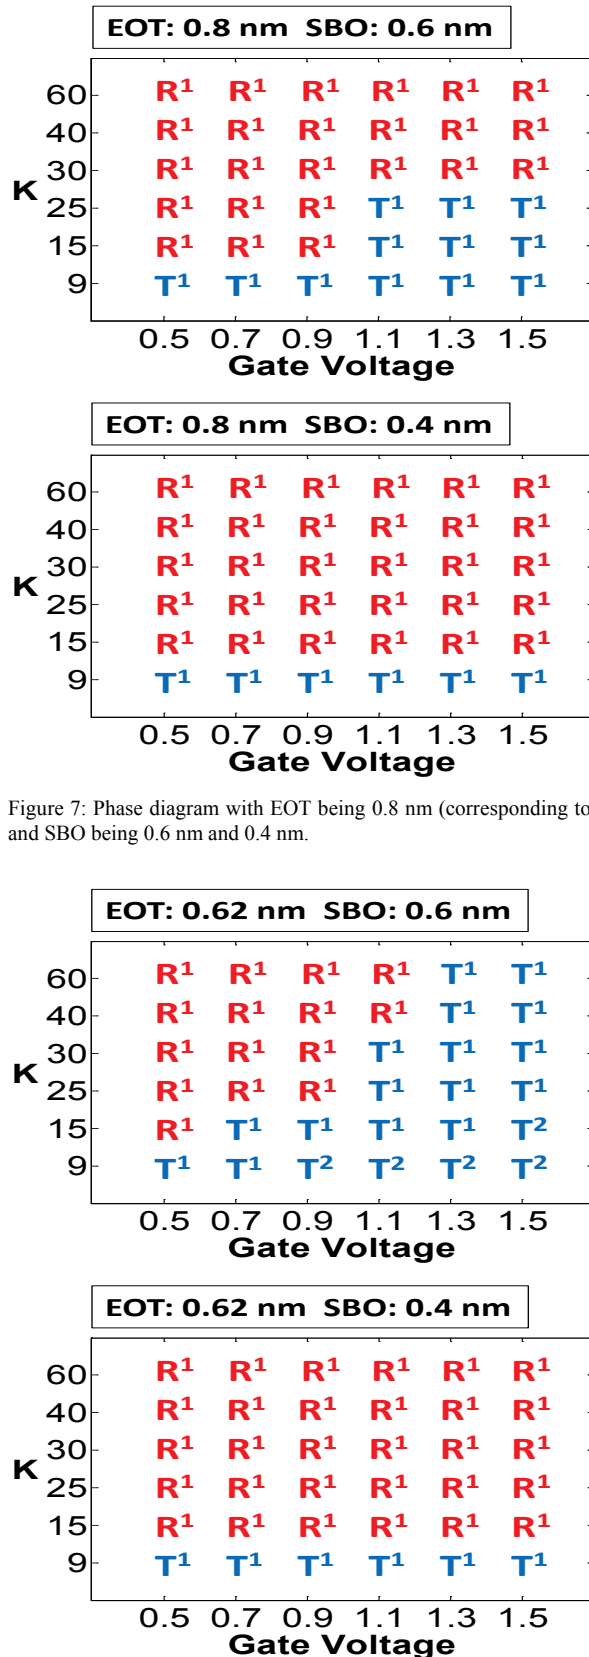 EOT: 0.8 nm  SBO: 0.6 nm
60 R¹ R¹ R¹ R¹ R¹ R¹
40 R¹ R¹ R¹ R¹ R¹ R¹
30 R¹ R¹ R¹ R¹ R¹ R¹
K
25 R¹ R¹ R¹ T¹ T¹ T¹
15 R¹ R¹ R¹ T¹ T¹ T¹
9 T¹ T¹ T¹ T¹ T¹ T¹
0.5 0.7 0.9 1.1 1.3 1.5
Gate Voltage
EOT: 0.8 nm  SBO: 0.4 nm
60 R¹ R¹ R¹ R¹ R¹ R¹
40 R¹ R¹ R¹ R¹ R¹ R¹
30 R¹ R¹ R¹ R¹ R¹ R¹
K
25 R¹ R¹ R¹ R¹ R¹ R¹
15 R¹ R¹ R¹ R¹ R¹ R¹
9 T¹ T¹ T¹ T¹ T¹ T¹
0.5 0.7 0.9 1.1 1.3 1.5
Gate Voltage
Figure 7: Phase diagram with EOT being 0.8 nm (corresponding to
and SBO being 0.6 nm and 0.4 nm.
EOT: 0.62 nm  SBO: 0.6 nm
60 R¹ R¹ R¹ R¹ T¹ T¹
40 R¹ R¹ R¹ R¹ T¹ T¹
30 R¹ R¹ R¹ T¹ T¹ T¹
K
25 R¹ R¹ R¹ T¹ T¹ T¹
15 R¹ T¹ T¹ T¹ T¹ T²
9 T¹ T¹ T² T² T² T²
0.5 0.7 0.9 1.1 1.3 1.5
Gate Voltage
EOT: 0.62 nm  SBO: 0.4 nm
60 R¹ R¹ R¹ R¹ R¹ R¹
40 R¹ R¹ R¹ R¹ R¹ R¹
30 R¹ R¹ R¹ R¹ R¹ R¹
K
25 R¹ R¹ R¹ R¹ R¹ R¹
15 R¹ R¹ R¹ R¹ R¹ R¹
9 T¹ T¹ T¹ T¹ T¹ T¹
0.5 0.7 0.9 1.1 1.3 1.5
Gate Voltage